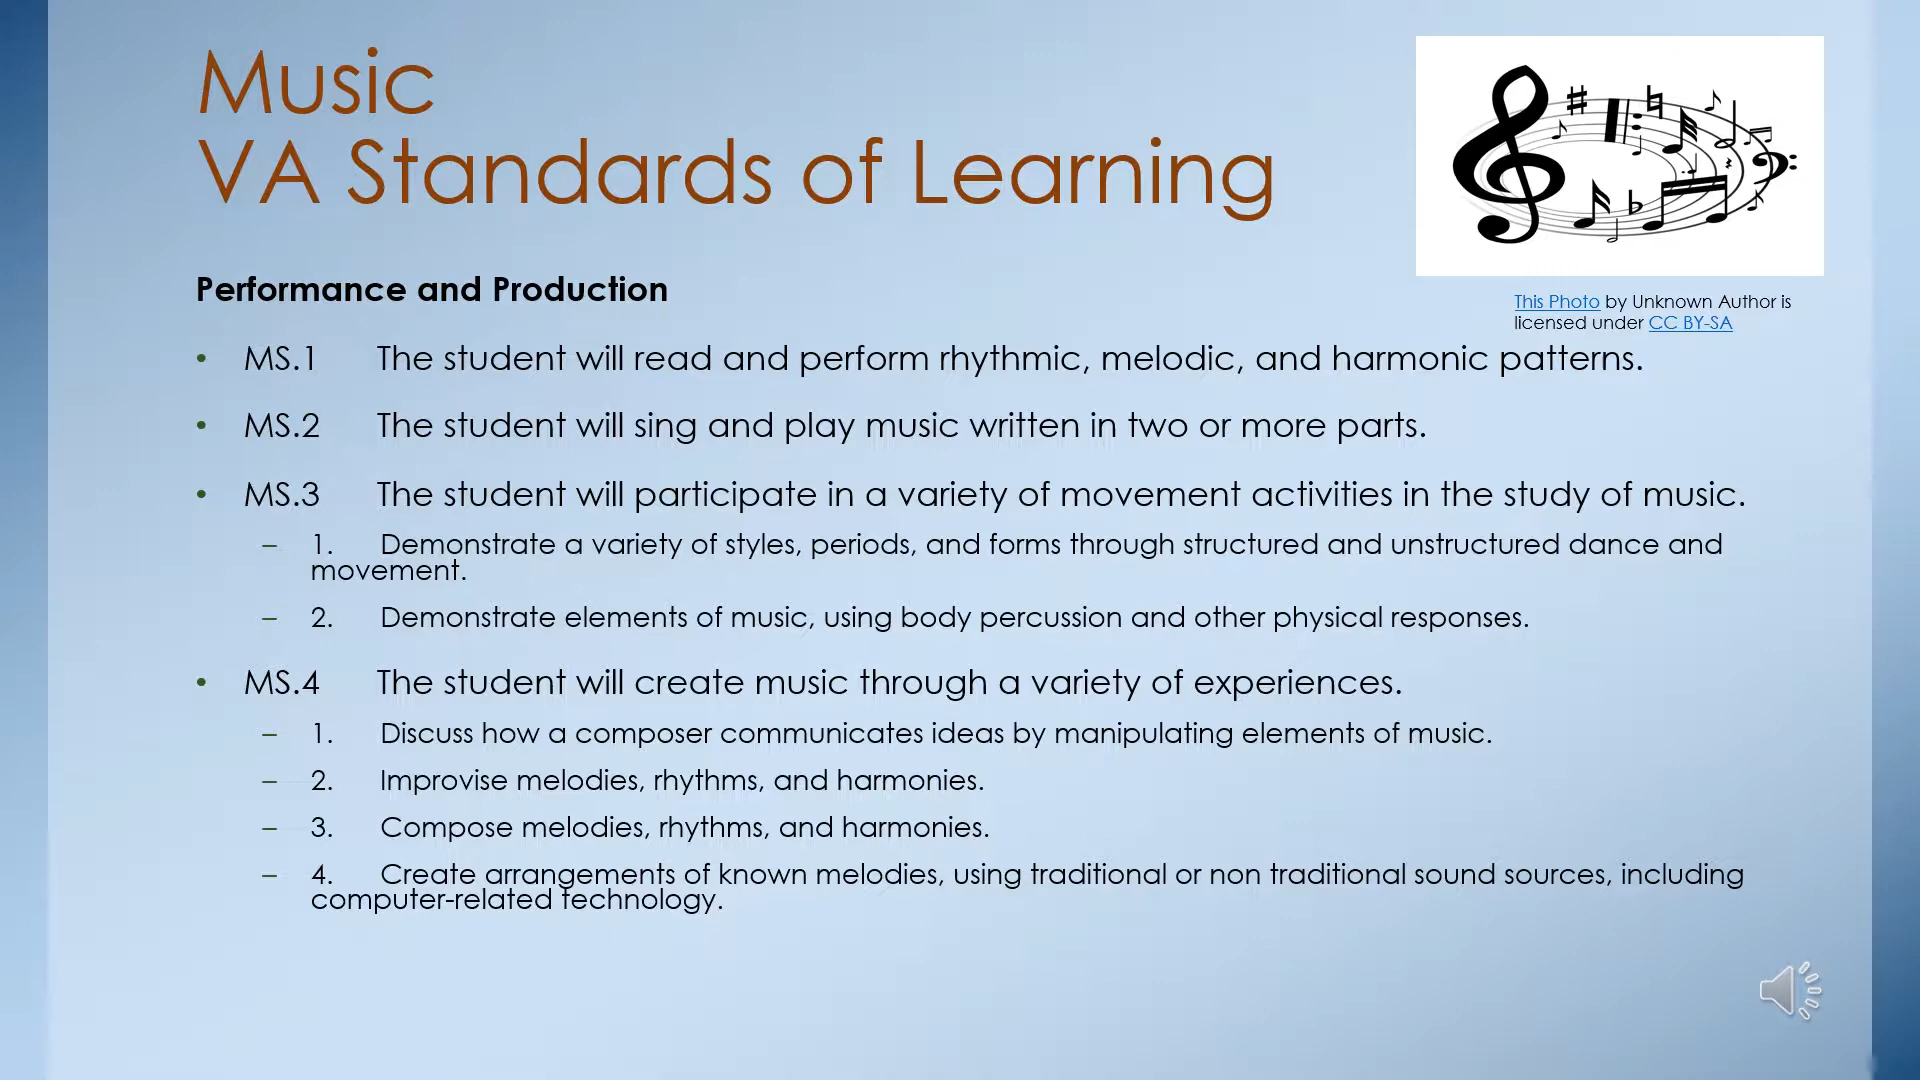 Music
VA Standards of Learning
This Photo by Unknown Author is
licensed under CC BY-SA
Performance and Production
• MS.1 The student will read and perform rhythmic, melodic, and harmonic patterns.
• MS.2 The student will sing and play music written in two or more parts.
• MS.3 The student will participate in a variety of movement activities in the study of music.
– 1. Demonstrate a variety of styles, periods, and forms through structured and unstructured dance and
movement.
– 2. Demonstrate elements of music, using body percussion and other physical responses.
• MS.4 The student will create music through a variety of experiences.
– 1. Discuss how a composer communicates ideas by manipulating elements of music.
– 2. Improvise melodies, rhythms, and harmonies.
– 3. Compose melodies, rhythms, and harmonies.
– 4. Create arrangements of known melodies, using traditional or non traditional sound sources, including
computer-related technology.